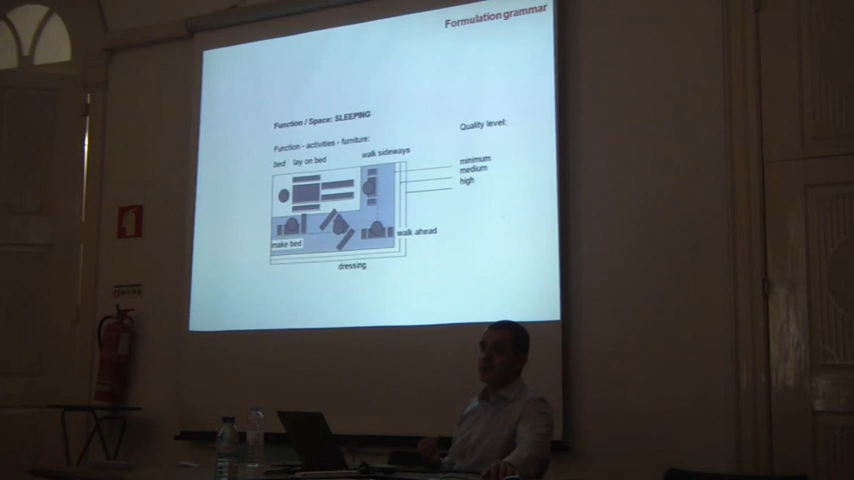 Formulation grammar
Function / Space: SLEEPING
Quality level:
Function - activities - furniture:
bed lay on bed
walk sideways
minimum
medium
high
walk ahead
make bed
dressing